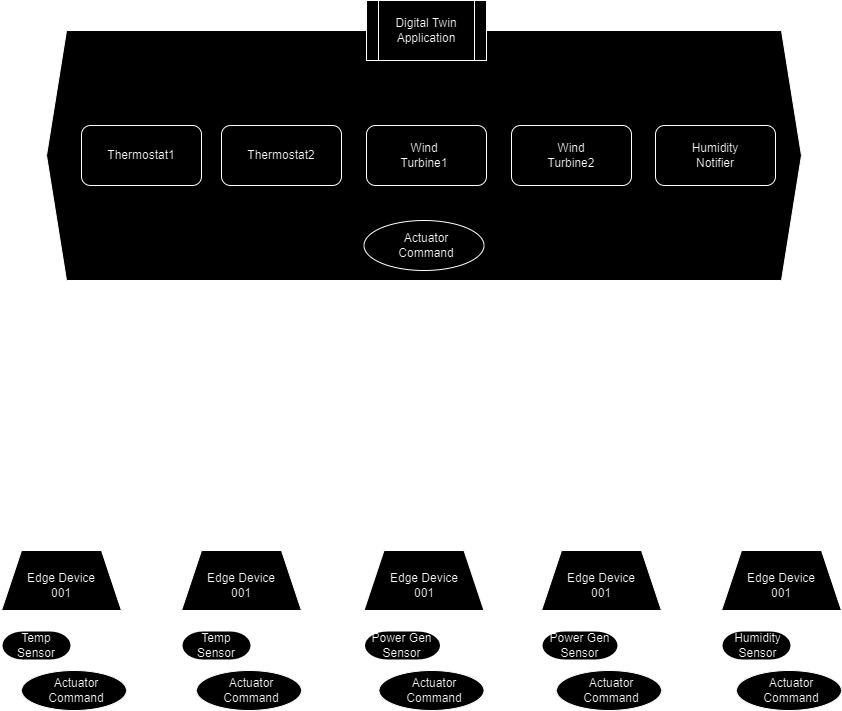 Digital Twin
Application
Thermostat1
Thermostat2
Wind
Turbine1
Wind
Turbine2
Humidity
Notifier
Actuator
Command
Edge Device
001
Edge Device
001
Edge Device
001
Edge Device
001
Edge Device
001
Temp
Sensor
Temp
Sensor
Power Gen
Sensor
Power Gen
Sensor
Humidity
Sensor
Actuator
Command
Actuator
Command
Actuator
Command
Actuator
Command
Actuator
Command